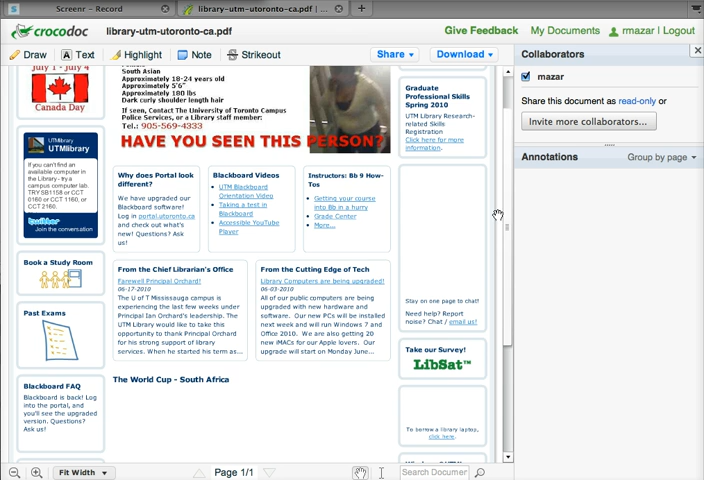 Screenr - Record
library-utm-utoronto-ca.pdf | ...
crocodoc
library-utm-utoronto-ca.pdf
Give Feedback
My Documents
rmazar | Logout
Draw
Text
Highlight
Note
Strikeout
Share
Download
Collaborators
mazar
Share this document as read-only or
Invite more collaborators...
Annotations
Group by page
July 1 - July 4
Canada Day
South Asian
Approximately 18-24 years old
Approximately 5'6"
Approximately 180 lbs
Dark curly shoulder length hair
If seen, Contact The University of Toronto Campus
Police Services, or a Library staff member:
Tel.: 905-569-4333
HAVE YOU SEEN THIS PERSON?
Graduate
Professional Skills
Spring 2010
UTM Library Research-
related Skills
Registration
Click here for more
information.
UTMlibrary
UTMlibrary
If you can't find an
available computer in
the Library - try a
campus computer lab.
TRY SB1158 or CCT
0160 or CCT 1160, or
CCT 2160.
twitter
Join the conversation
Why does Portal look
different?
We have upgraded our
Blackboard software!
Log in portal.utoronto.ca
and check out what's
new! Questions? Ask
us!
Blackboard Videos
UTM Blackboard
Orientation Video
Taking a test in
Blackboard
Accessible YouTube
Player
Instructors: Bb 9 How-
Tos
Getting your course
into Bb in a hurry
Grade Center
More...
Book a Study Room
Past Exams
Blackboard FAQ
Blackboard is back! Log
into the portal, and
you'll see the upgraded
version. Questions?
Ask us!
From the Chief Librarian's Office
Farewell Principal Orchard!
06-17-2010
The U of T Mississauga campus is
experiencing the last few weeks under
Principal Ian Orchard's leadership. The
UTM Library would like to take this
opportunity to thank Principal Orchard
for his strong support of library
services. When he started his term as...
From the Cutting Edge of Tech
Library Computers are being upgraded!
06-03-2010
All of our public computers are being
upgraded with new hardware and
software. Our new PCs will be installed
next week and will run Windows 7 and
Office 2010. We are also getting 20
new iMACs for our Apple lovers. Our
upgrade will start on Monday June...
Stay on one page to chat!
Need help? Report
noise? Chat / email us!
Take our Survey!
LibSat™
The World Cup - South Africa
To borrow a library laptop,
click here.
Fit Width
Page 1/1
Search Documer